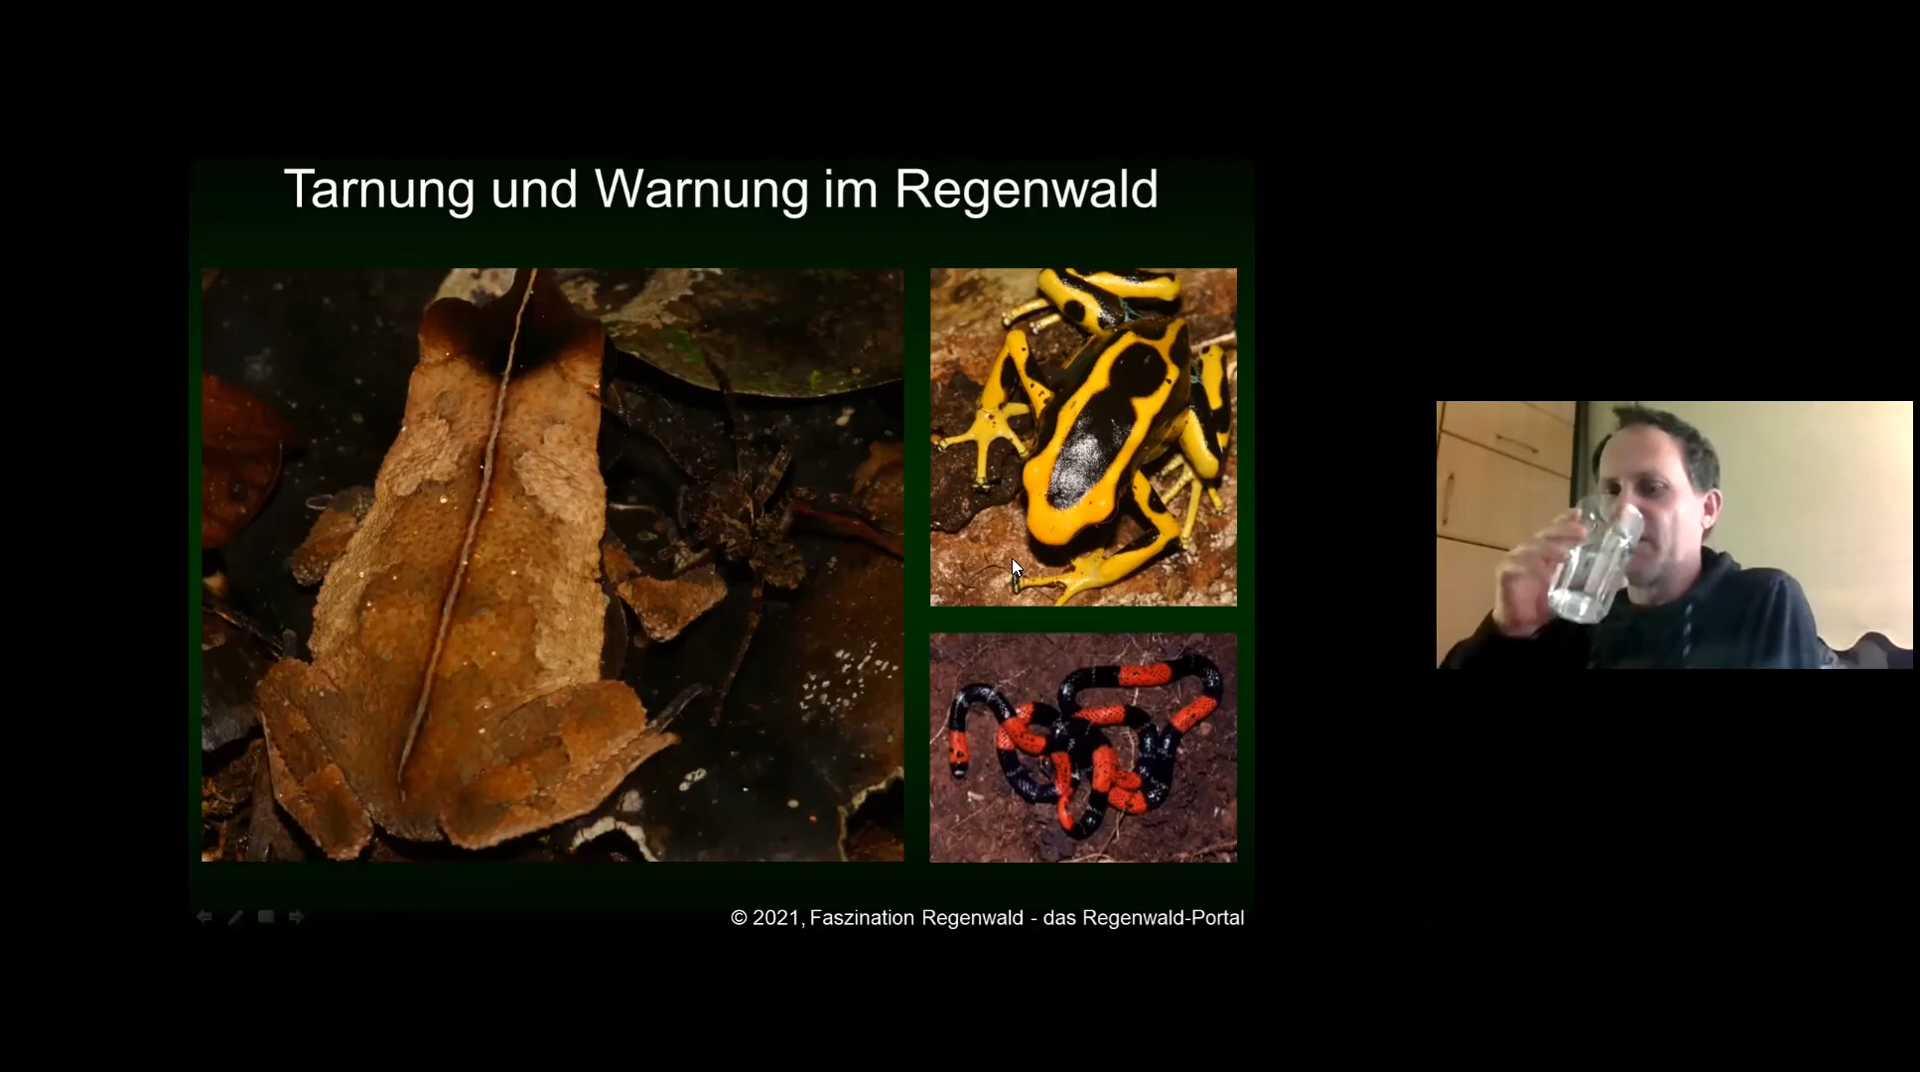 Tarnung und Warnung im Regenwald
© 2021, Faszination Regenwald - das Regenwald-Portal